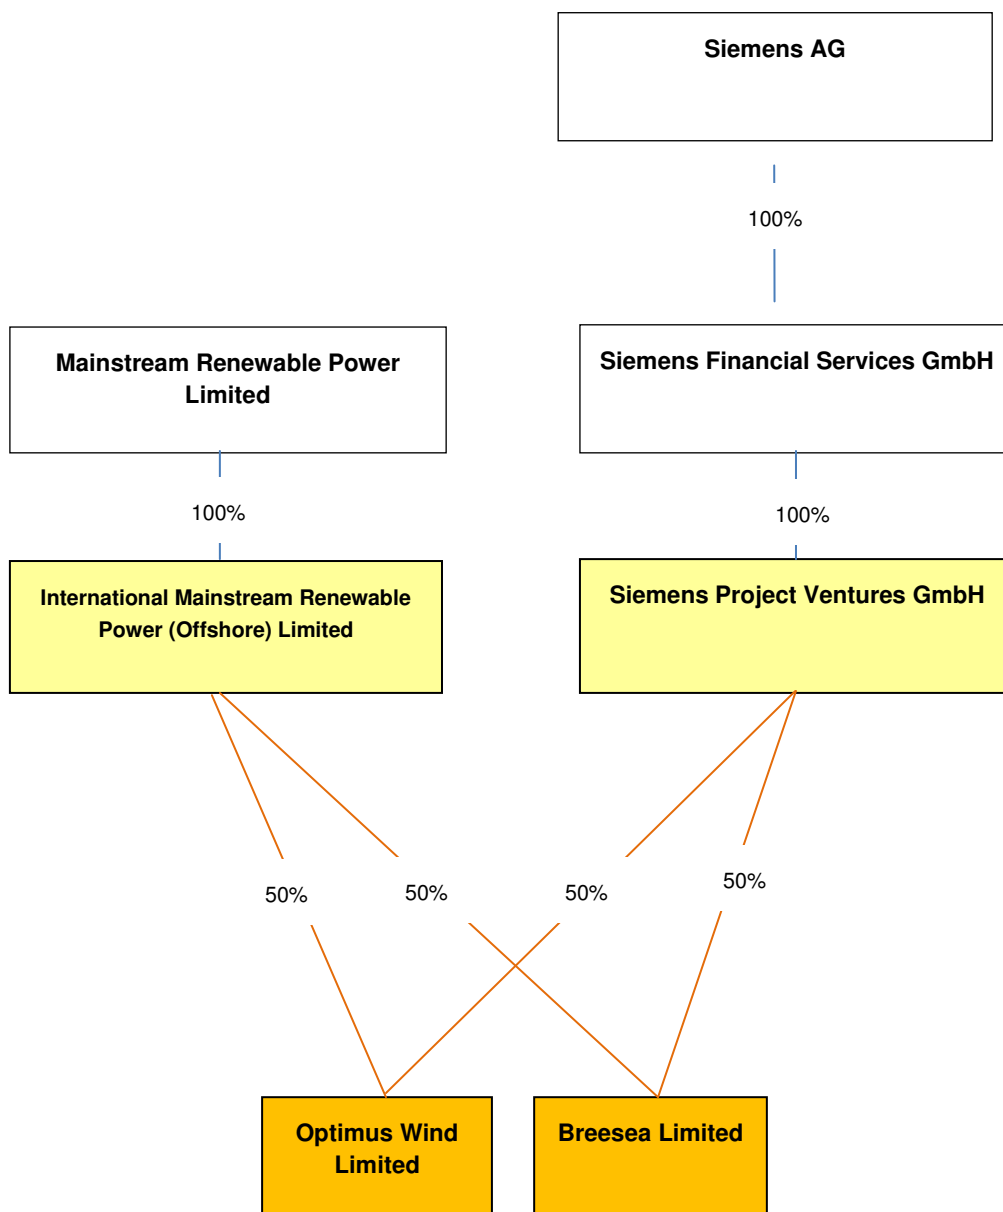 Siemens AG
100%
Mainstream Renewable Power
Limited
Siemens Financial Services GmbH
100%
100%
International Mainstream Renewable
Power (Offshore) Limited
Siemens Project Ventures GmbH
50%
50%
50%
50%
Optimus Wind
Limited
Breesea Limited